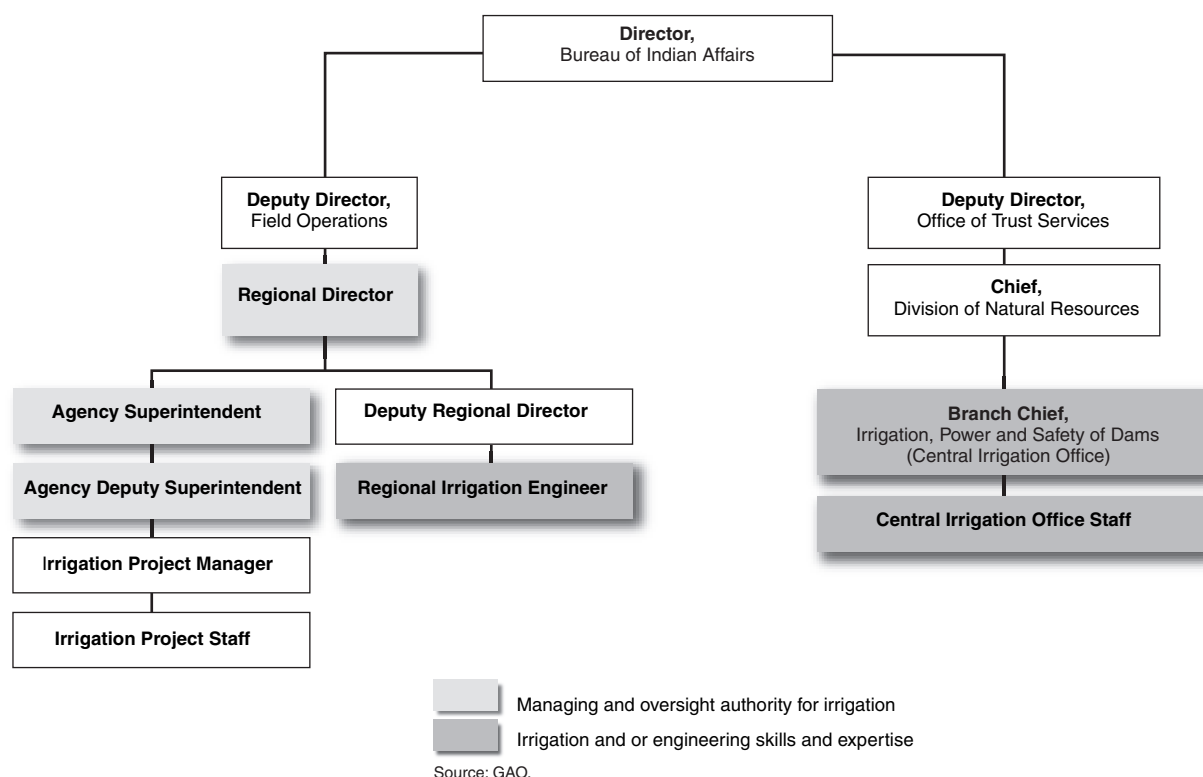 Director,
Bureau of Indian Affairs
Deputy Director,
Field Operations
Deputy Director,
Office of Trust Services
Regional Director
Chief,
Division of Natural Resources
Agency Superintendent
Deputy Regional Director
Branch Chief,
Irrigation, Power and Safety of Dams
(Central Irrigation Office)
Agency Deputy Superintendent
Regional Irrigation Engineer
Central Irrigation Office Staff
Irrigation Project Manager
Irrigation Project Staff
Managing and oversight authority for irrigation
Irrigation and or engineering skills and expertise
Source: GAO.